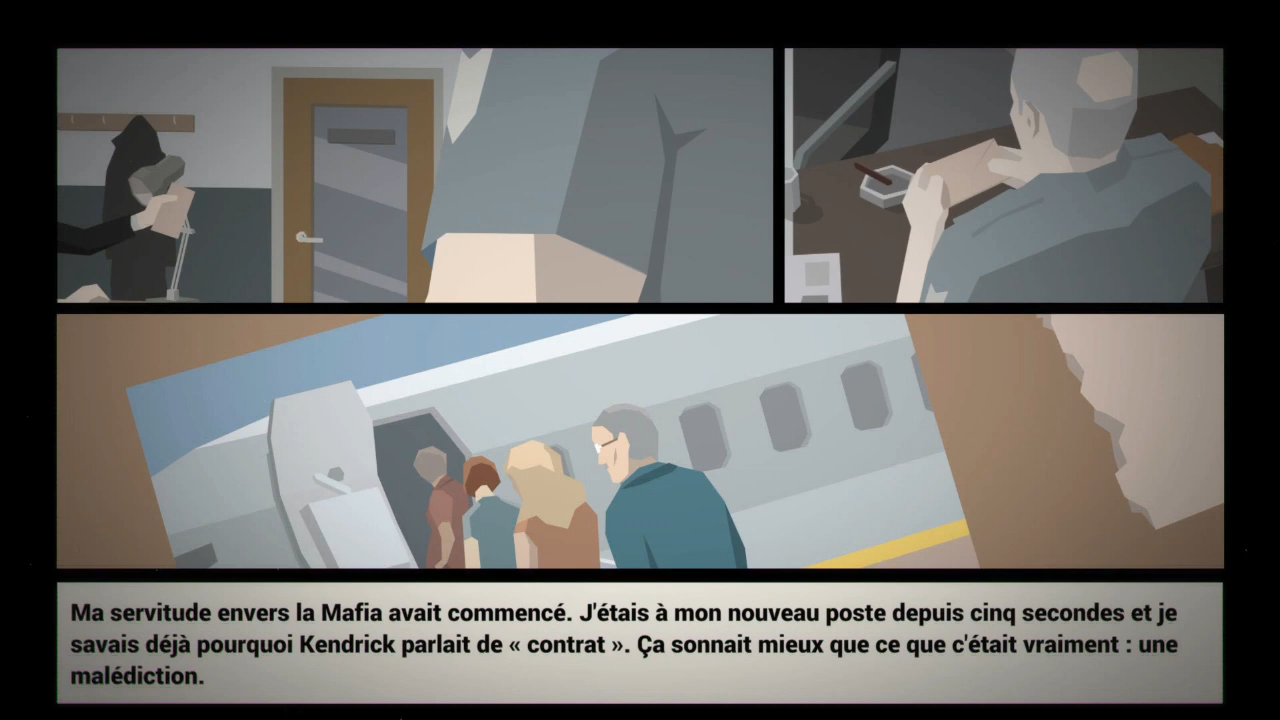 Ma servitude envers la Mafia avait commencé. J'étais à mon nouveau poste depuis cinq secondes et je
savais déjà pourquoi Kendrick parlait de « contrat ». Ça sonnait mieux que ce que c'était vraiment : une
malédiction.